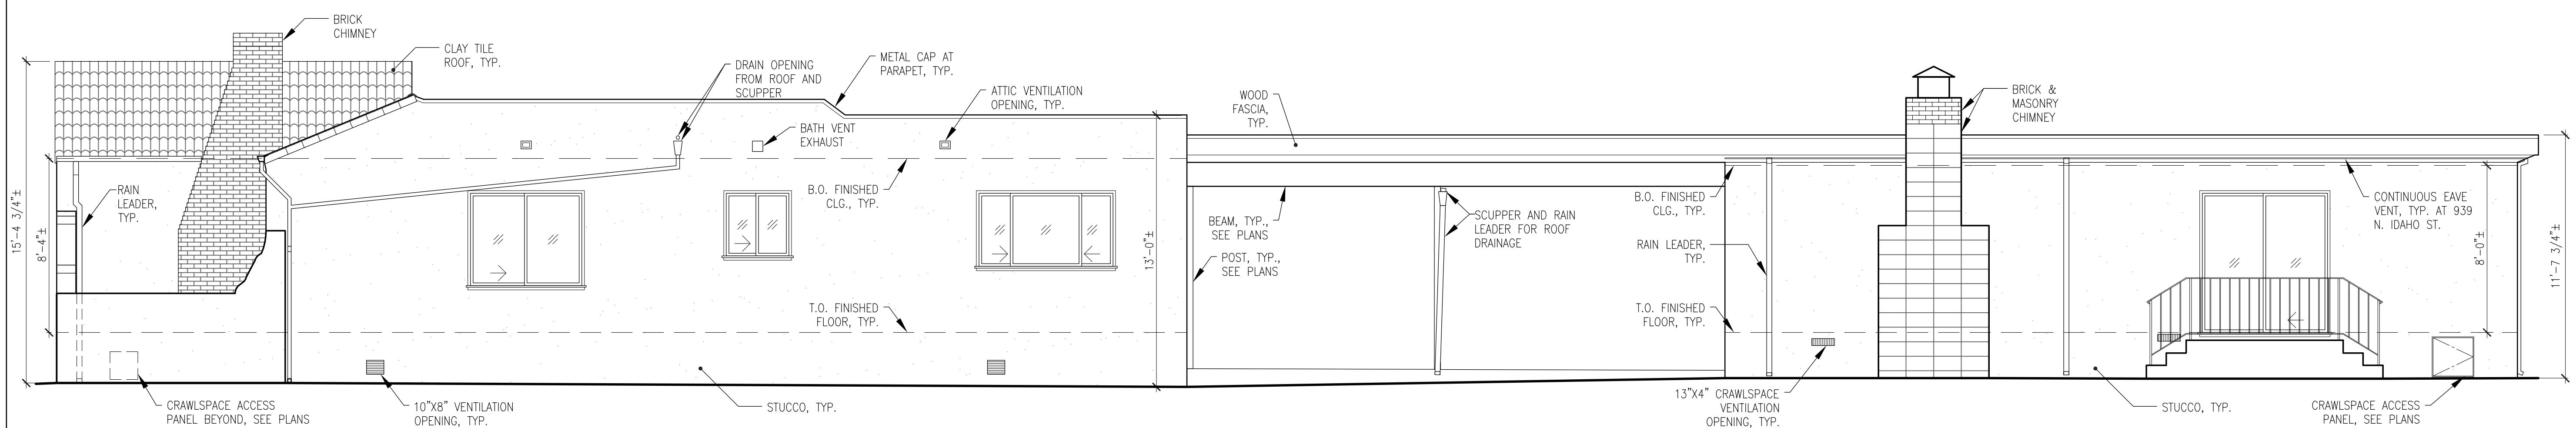 BRICK
CHIMNEY
CLAY TILE
ROOF, TYP.
DRAIN OPENING
FROM ROOF AND
SCUPPER
METAL CAP AT
PARAPET, TYP.
ATTIC VENTILATION
OPENING, TYP.
BATH VENT
EXHAUST
WOOD
FASCIA,
TYP.
BRICK &
MASONRY
CHIMNEY
15'-4 3/4"±
8'-4"±
RAIN
LEADER,
TYP.
B.O. FINISHED
CLG., TYP.
13'-0"±
BEAM, TYP.,
SEE PLANS
POST, TYP.,
SEE PLANS
SCUPPER AND RAIN
LEADER FOR ROOF
DRAINAGE
B.O. FINISHED
CLG., TYP.
RAIN LEADER,
TYP.
CONTINUOUS EAVE
VENT, TYP. AT 939
N. IDAHO ST.
8'-0"±
11'-7 3/4"±
T.O. FINISHED
FLOOR, TYP.
T.O. FINISHED
FLOOR, TYP.
CRAWLSPACE ACCESS
PANEL BEYOND, SEE PLANS
10"X8" VENTILATION
OPENING, TYP.
STUCCO, TYP.
13"X4" CRAWLSPACE
VENTILATION
OPENING, TYP.
STUCCO, TYP.
CRAWLSPACE ACCESS
PANEL, SEE PLANS